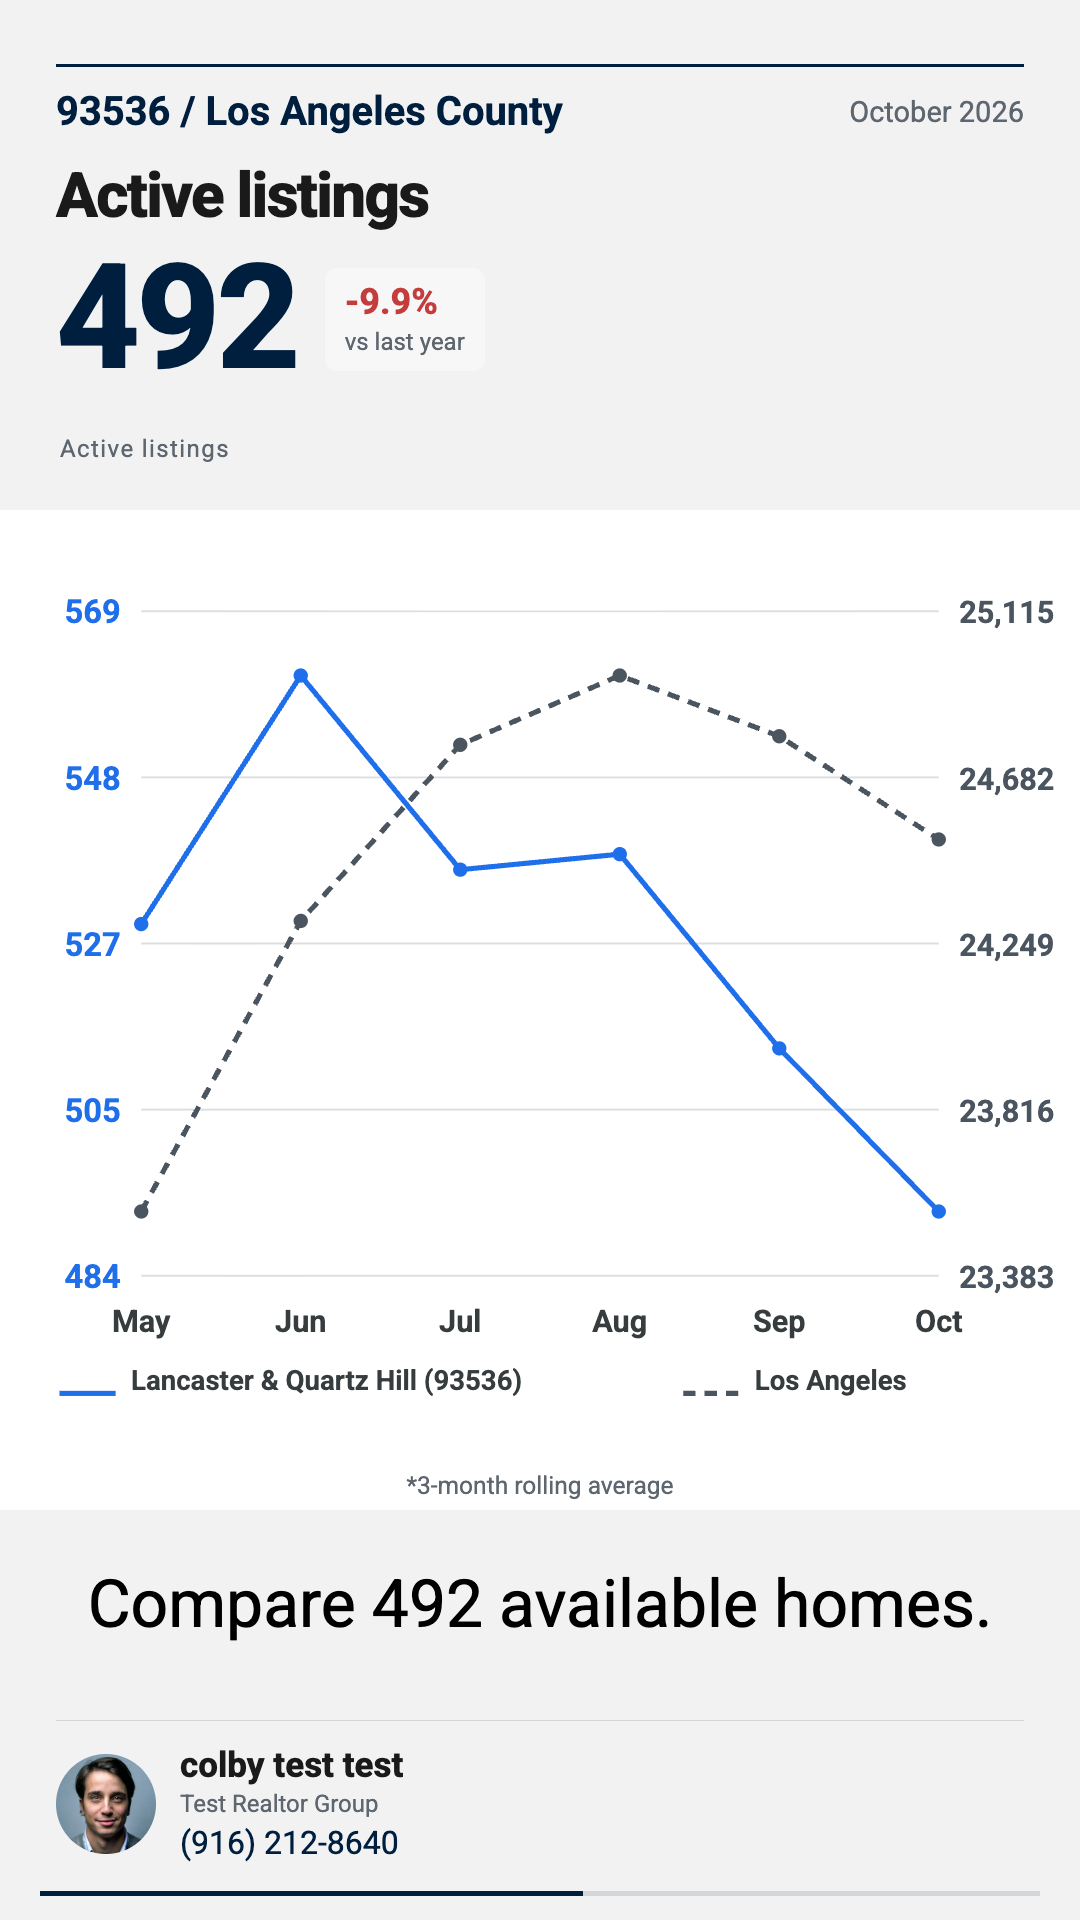 93536 / Los Angeles County
October 2026
Active listings
492
-9.9%
vs last year
Active listings
569
25,115
548
24,682
527
24,249
505
23,816
484
23,383
May Jun Jul Aug Sep Oct
Lancaster & Quartz Hill (93536)
Los Angeles
*3-month rolling average
Compare 492 available homes.
colby test test
Test Realtor Group
(916) 212-8640